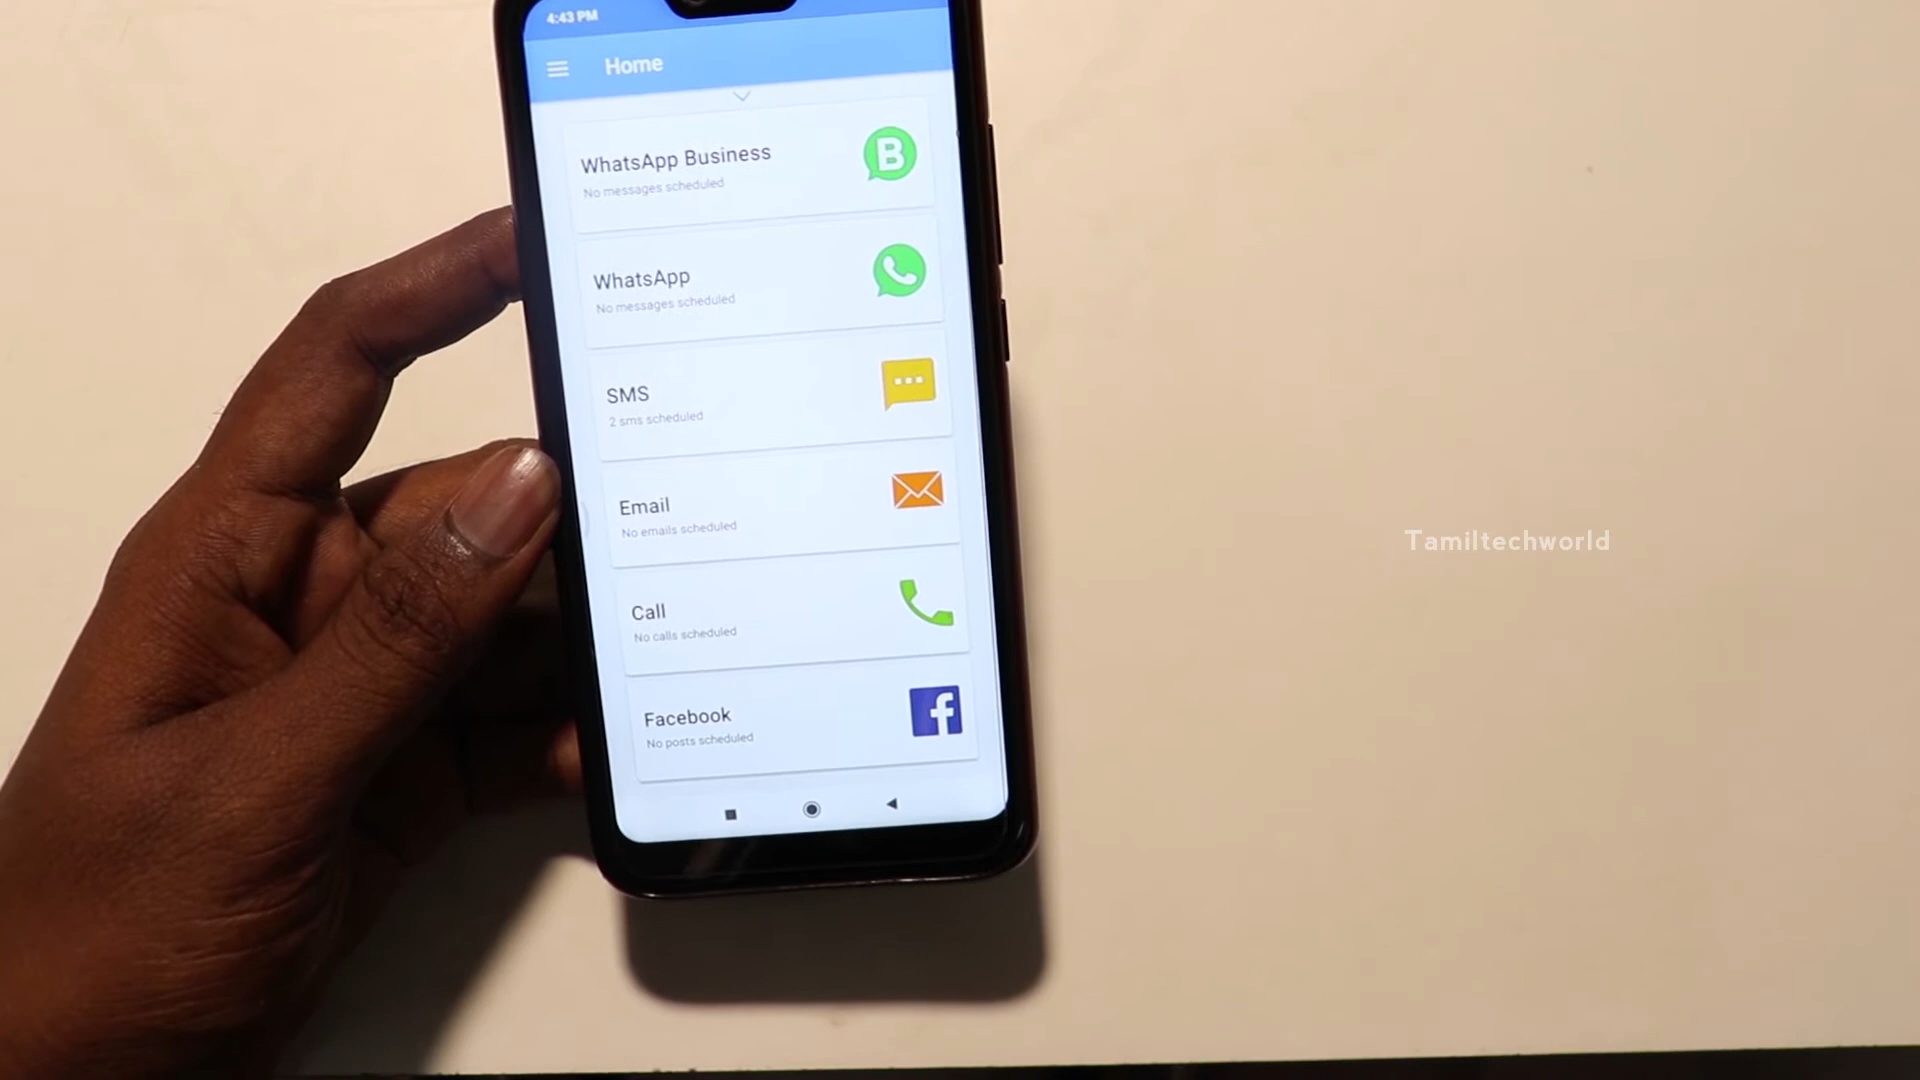 4:43 PM
Home
WhatsApp Business
No messages scheduled
B
WhatsApp
No messages scheduled
SMS
2 sms scheduled
Email
No emails scheduled
Call
No calls scheduled
Facebook
No posts scheduled
f
Tamiltechworld